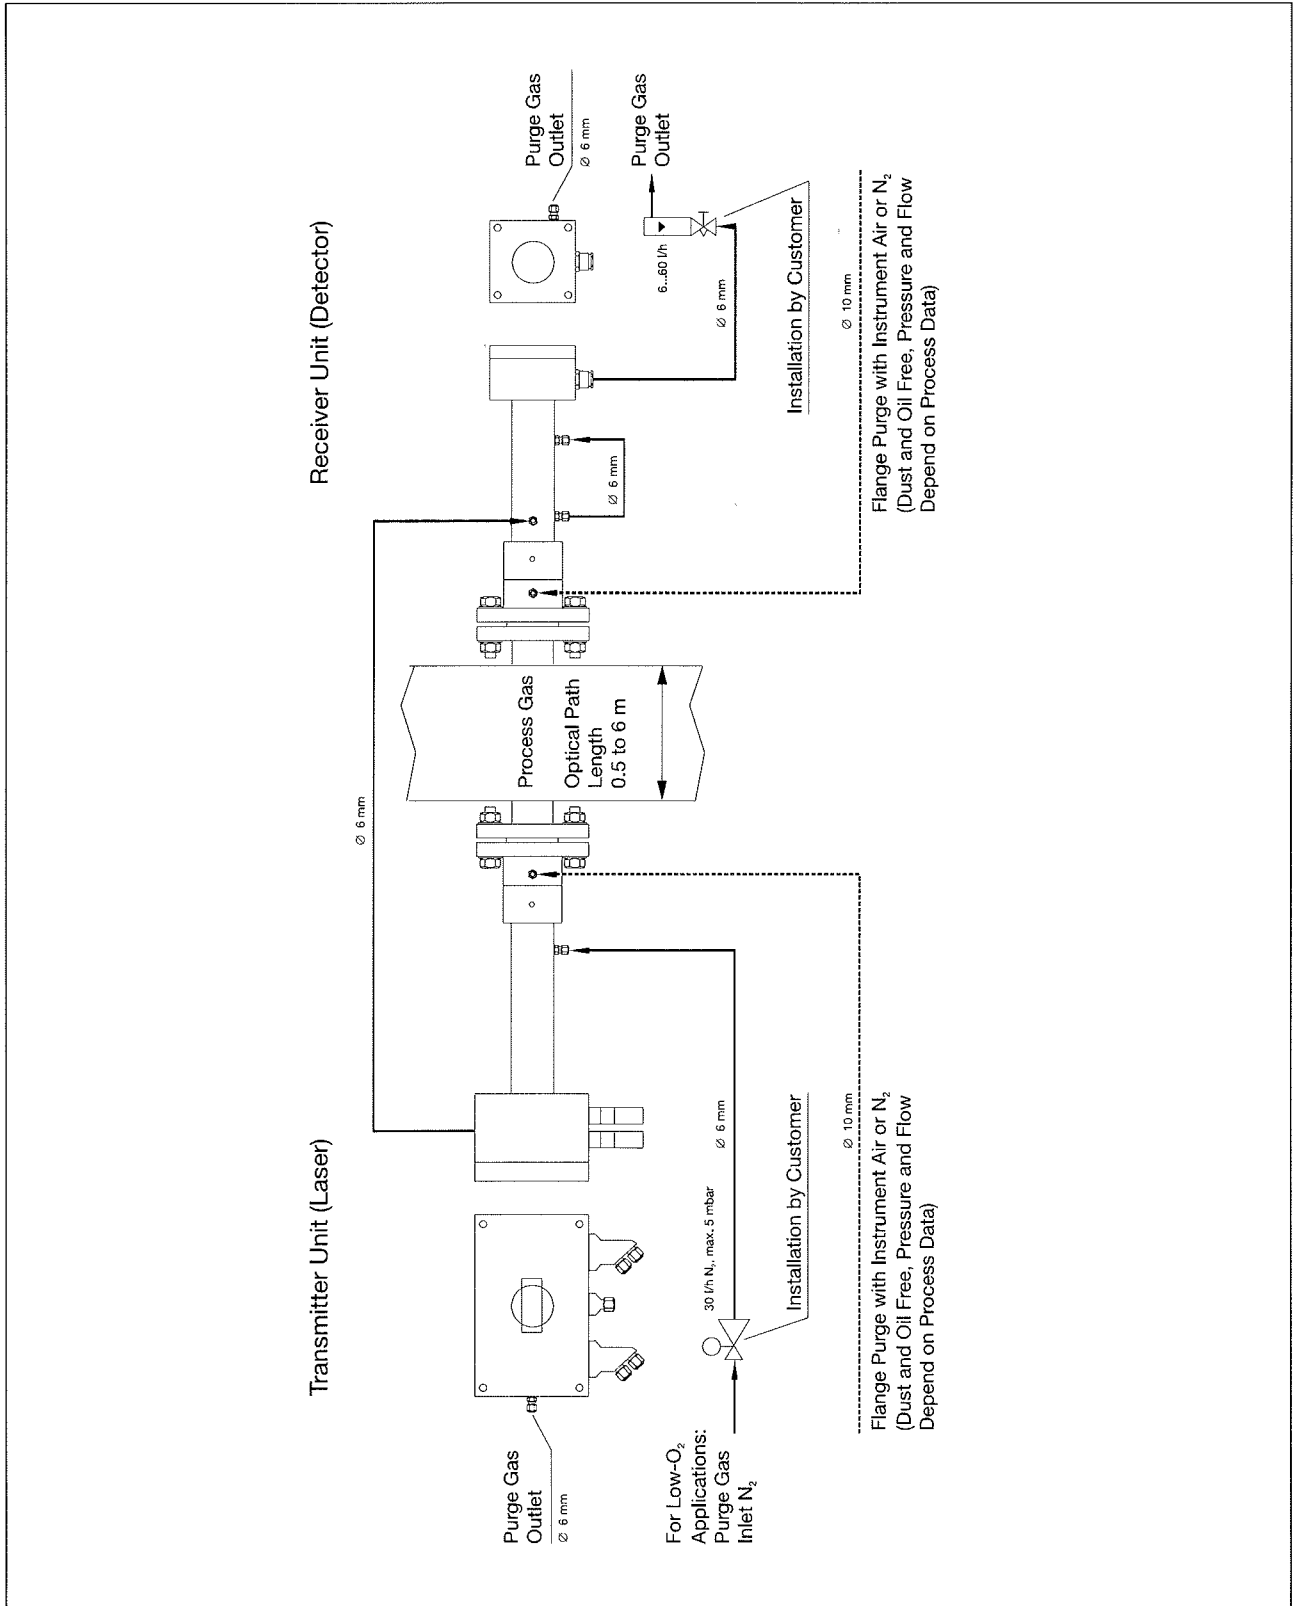 Transmitter Unit (Laser)
Receiver Unit (Detector)
Ø 6 mm
Purge Gas
Outlet
Ø 6 mm
Process Gas
Optical Path
Length
0.5 to 6 m
Ø 6 mm
Purge Gas
Outlet
Ø 6 mm
For Low-O₂
Applications:
Purge Gas
Inlet N₂
30 l/h N₂, max. 5 mbar
Ø 6 mm
Installation by Customer
6...60 l/h
Ø 6 mm
Purge Gas
Outlet
Installation by Customer
Ø 10 mm
Flange Purge with Instrument Air or N₂
(Dust and Oil Free, Pressure and Flow
Depend on Process Data)
Ø 10 mm
Flange Purge with Instrument Air or N₂
(Dust and Oil Free, Pressure and Flow
Depend on Process Data)